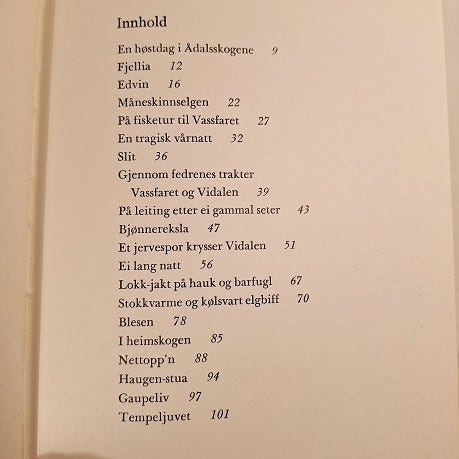 Innhold
En høstdag i Ådalsskogene 9
Fjellia 12
Edvin 16
Måneskinnselgen 22
På fisketur til Vassfaret 27
En tragisk vårnatt 32
Slit 36
Gjennom fedrenes trakter
Vassfaret og Vidalen 39
På leiting etter ei gammal seter 43
Bjønnereksla 47
Et jervespor krysser Vidalen 51
Ei lang natt 56
Lokk-jakt på hauk og barfugl 67
Stokkvarme og kølsvart elgbiff 70
Blesen 78
I heimskogen 85
Nettopp'n 88
Haugen-stua 94
Gaupeliv 97
Tempeljuvet 101